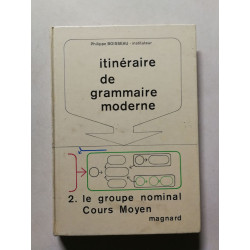 Philippe BOISSEAU - instituteur
itinéraire
de
grammaire
moderne
2. le groupe nominal
Cours Moyen
magnard